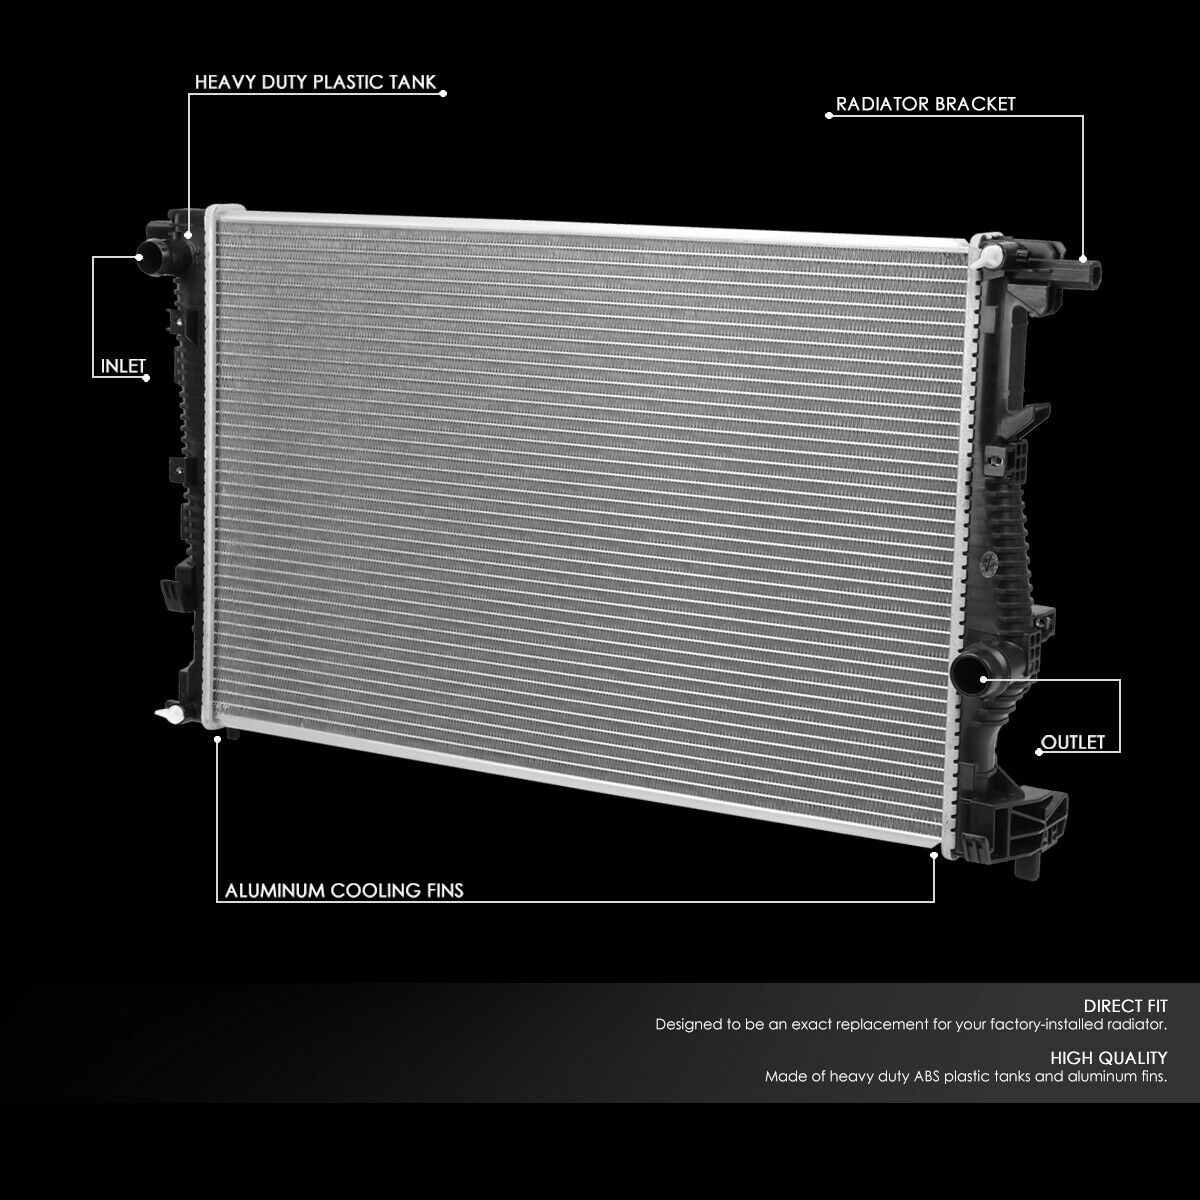 HEAVY DUTY PLASTIC TANK
RADIATOR BRACKET
INLET
OUTLET
ALUMINUM COOLING FINS
DIRECT FIT
Designed to be an exact replacement for your factory-installed radiator.
HIGH QUALITY
Made of heavy duty ABS plastic tanks and aluminum fins.